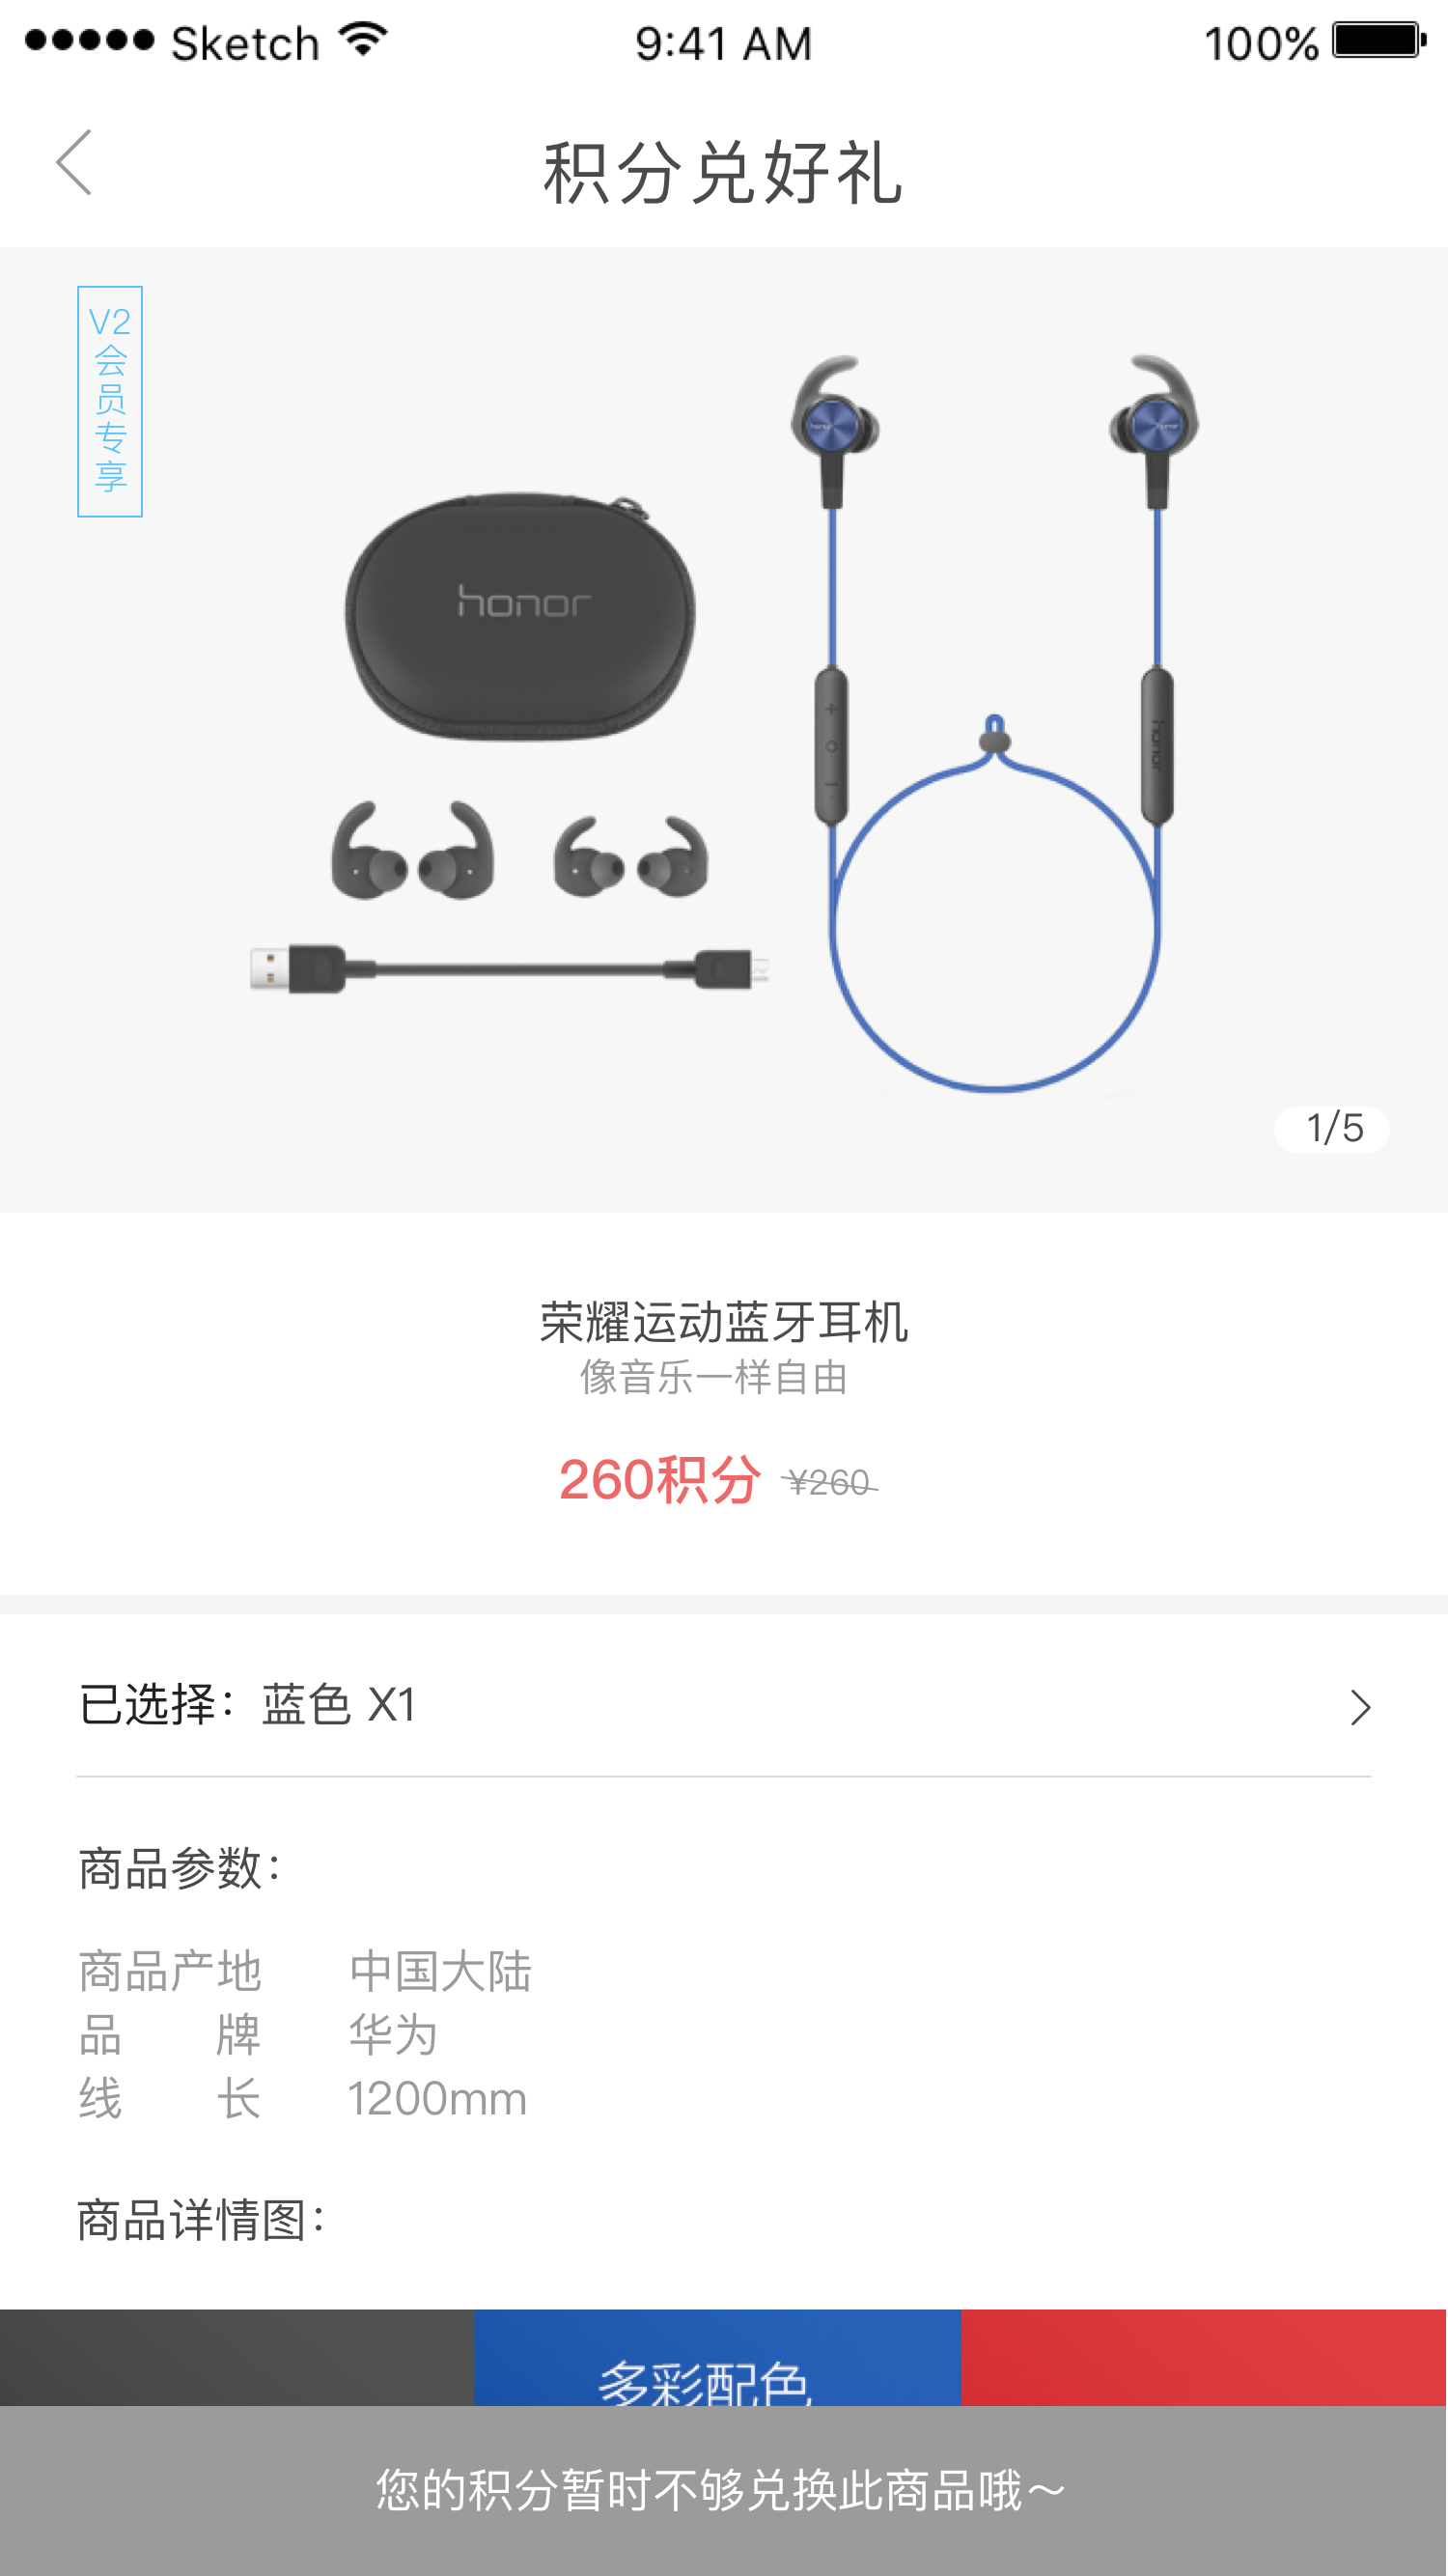 Sketch 9:41 AM 100%
积分兑好礼
V2
会
员
专
享
honor
honor
honor
honor
1/5
荣耀运动蓝牙耳机
像音乐一样自由
260积分 ¥260
已选择：蓝色 X1
商品参数：
商品产地 中国大陆
品牌 华为
线长 1200mm
商品详情图：
多彩配色
您的积分暂时不够兑换此商品哦～